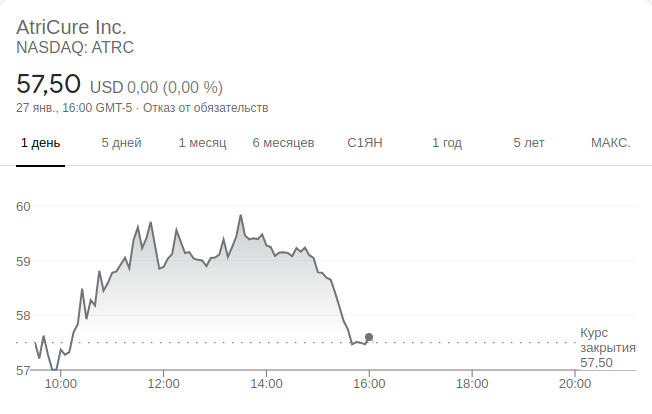 AtriCure Inc.
NASDAQ: ATRC
57,50 USD 0,00 (0,00 %)
27 янв., 16:00 GMT-5 · Отказ от обязательств
1 день 5 дней 1 месяц 6 месяцев С1ЯН 1 год 5 лет МАКС.
60
59
58
Курс
закрытия
57,50
57
10:00 12:00 14:00 16:00 18:00 20:00